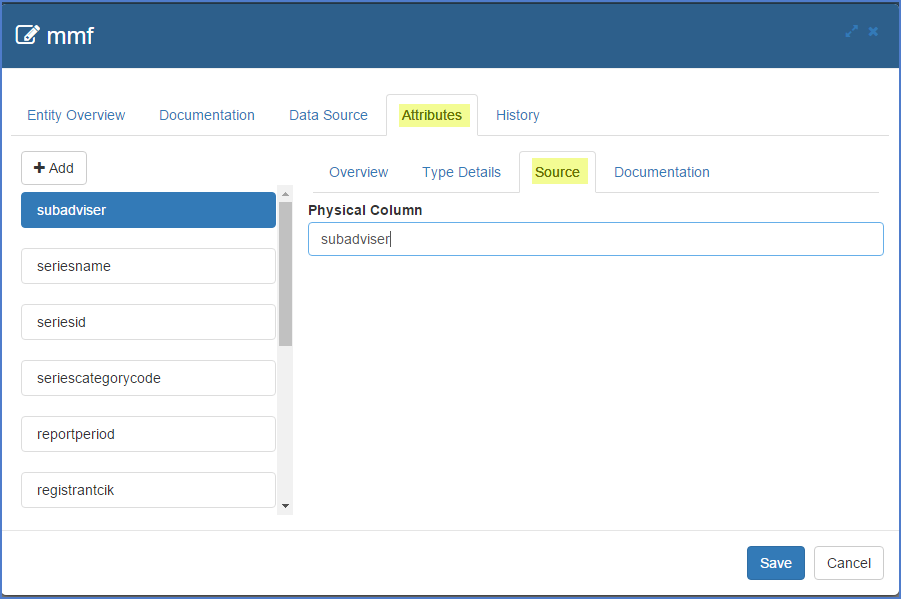 mmf
Entity Overview Documentation Data Source Attributes History
Add
Overview Type Details Source Documentation
subadviser
seriesname
seriesid
seriescategorycode
reportperiod
registrantcik
Physical Column
subadviser
Save Cancel